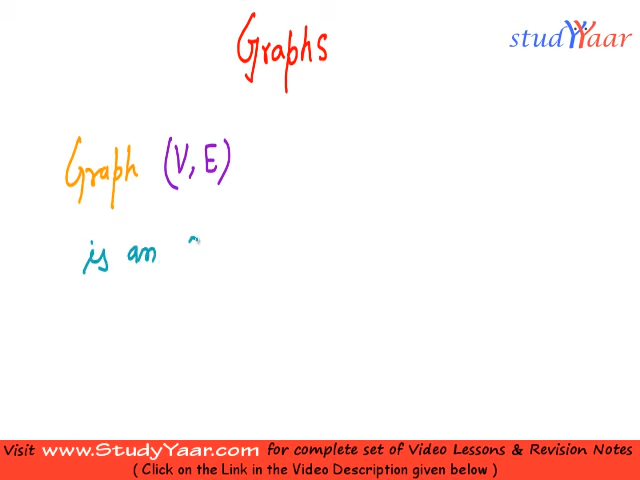 Graphs
studYYaar
Graph (V, E)
is an
Visit www.StudyYaar.com for complete set of Video Lessons & Revision Notes
( Click on the Link in the Video Description given below )